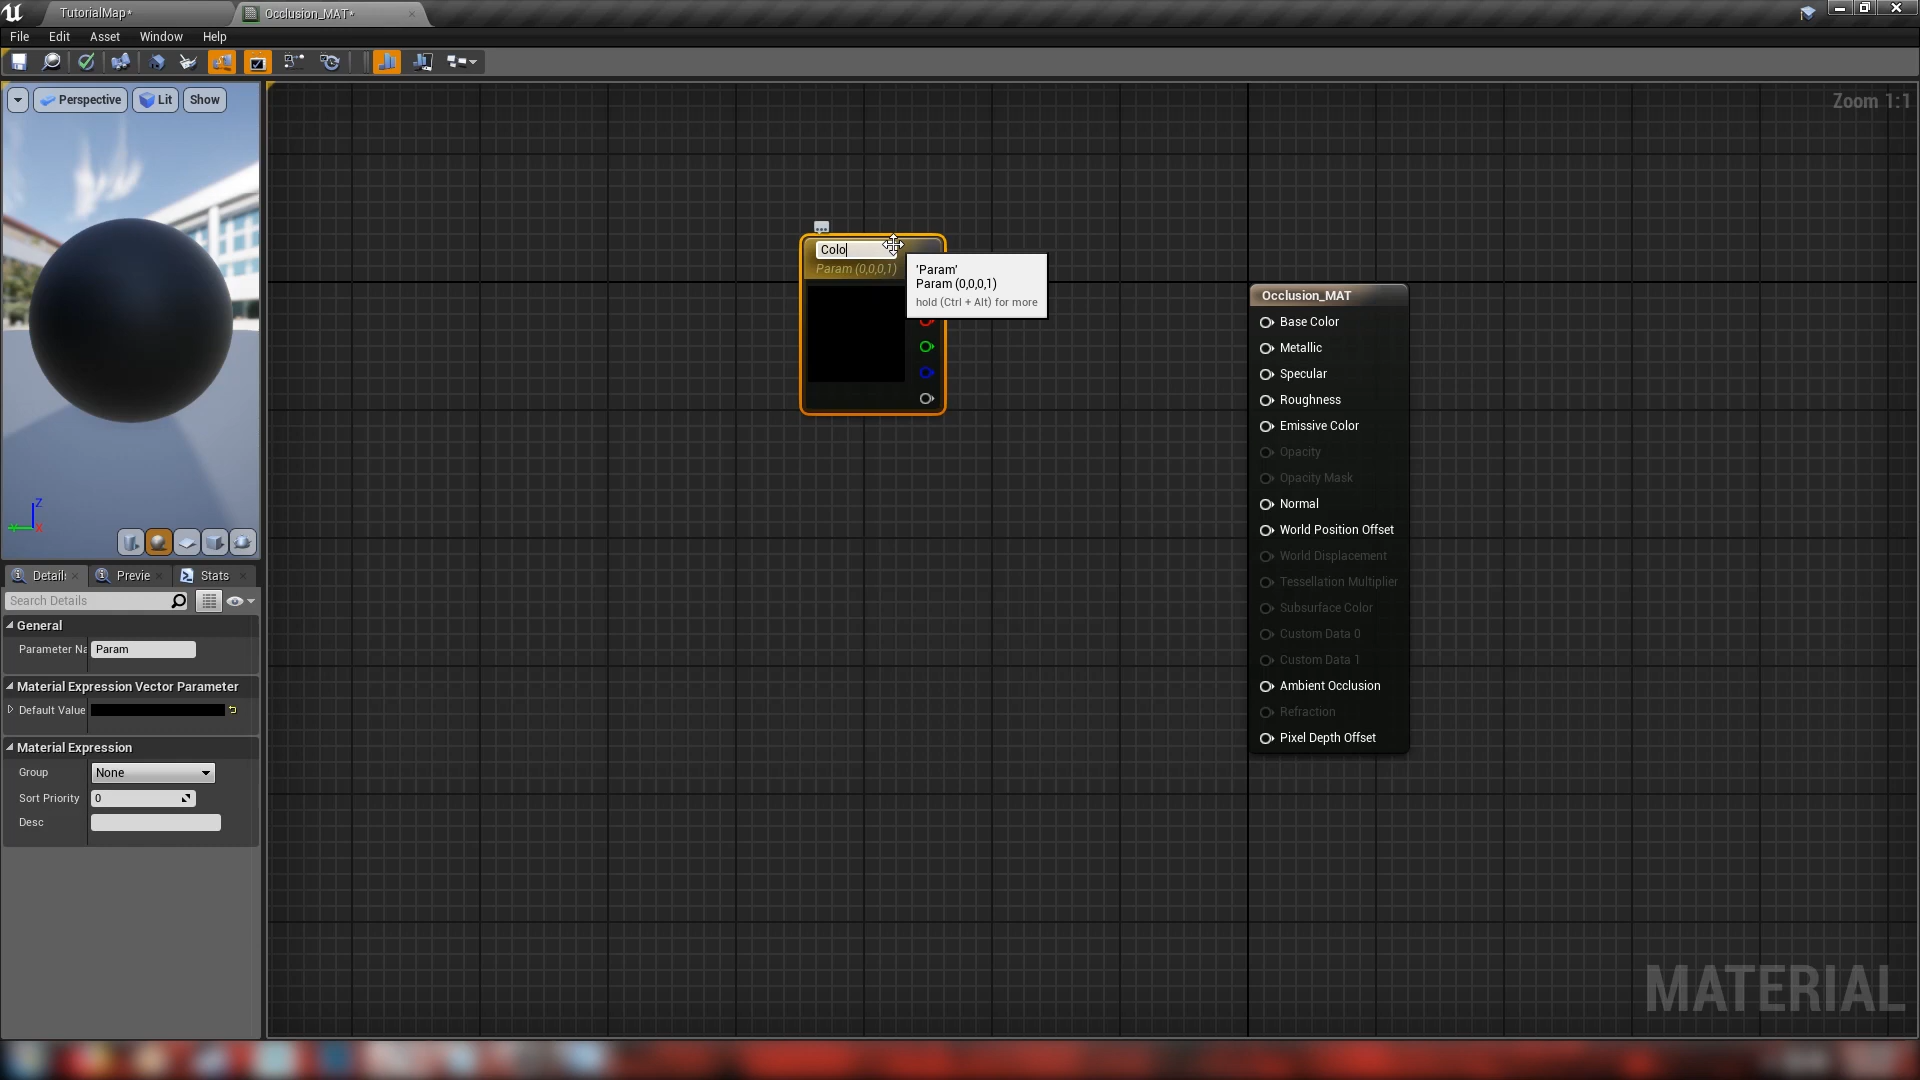 TutorialMap*
Occlusion_MAT*
File Edit Asset Window Help
Perspective Lit Show
Zoom 1:1
Colo
Param (0,0,0,1)
'Param'
Param (0,0,0,1)
hold (Ctrl + Alt) for more
Occlusion_MAT
Base Color
Metallic
Specular
Roughness
Emissive Color
Opacity
Opacity Mask
Normal
World Position Offset
World Displacement
Tessellation Multiplier
Subsurface Color
Custom Data 0
Custom Data 1
Ambient Occlusion
Refraction
Pixel Depth Offset
Z
X
Details Previe Stats
Search Details
General
Parameter Na Param
Material Expression Vector Parameter
Default Value
Material Expression
Group None
Sort Priority 0
Desc
MATERIAL